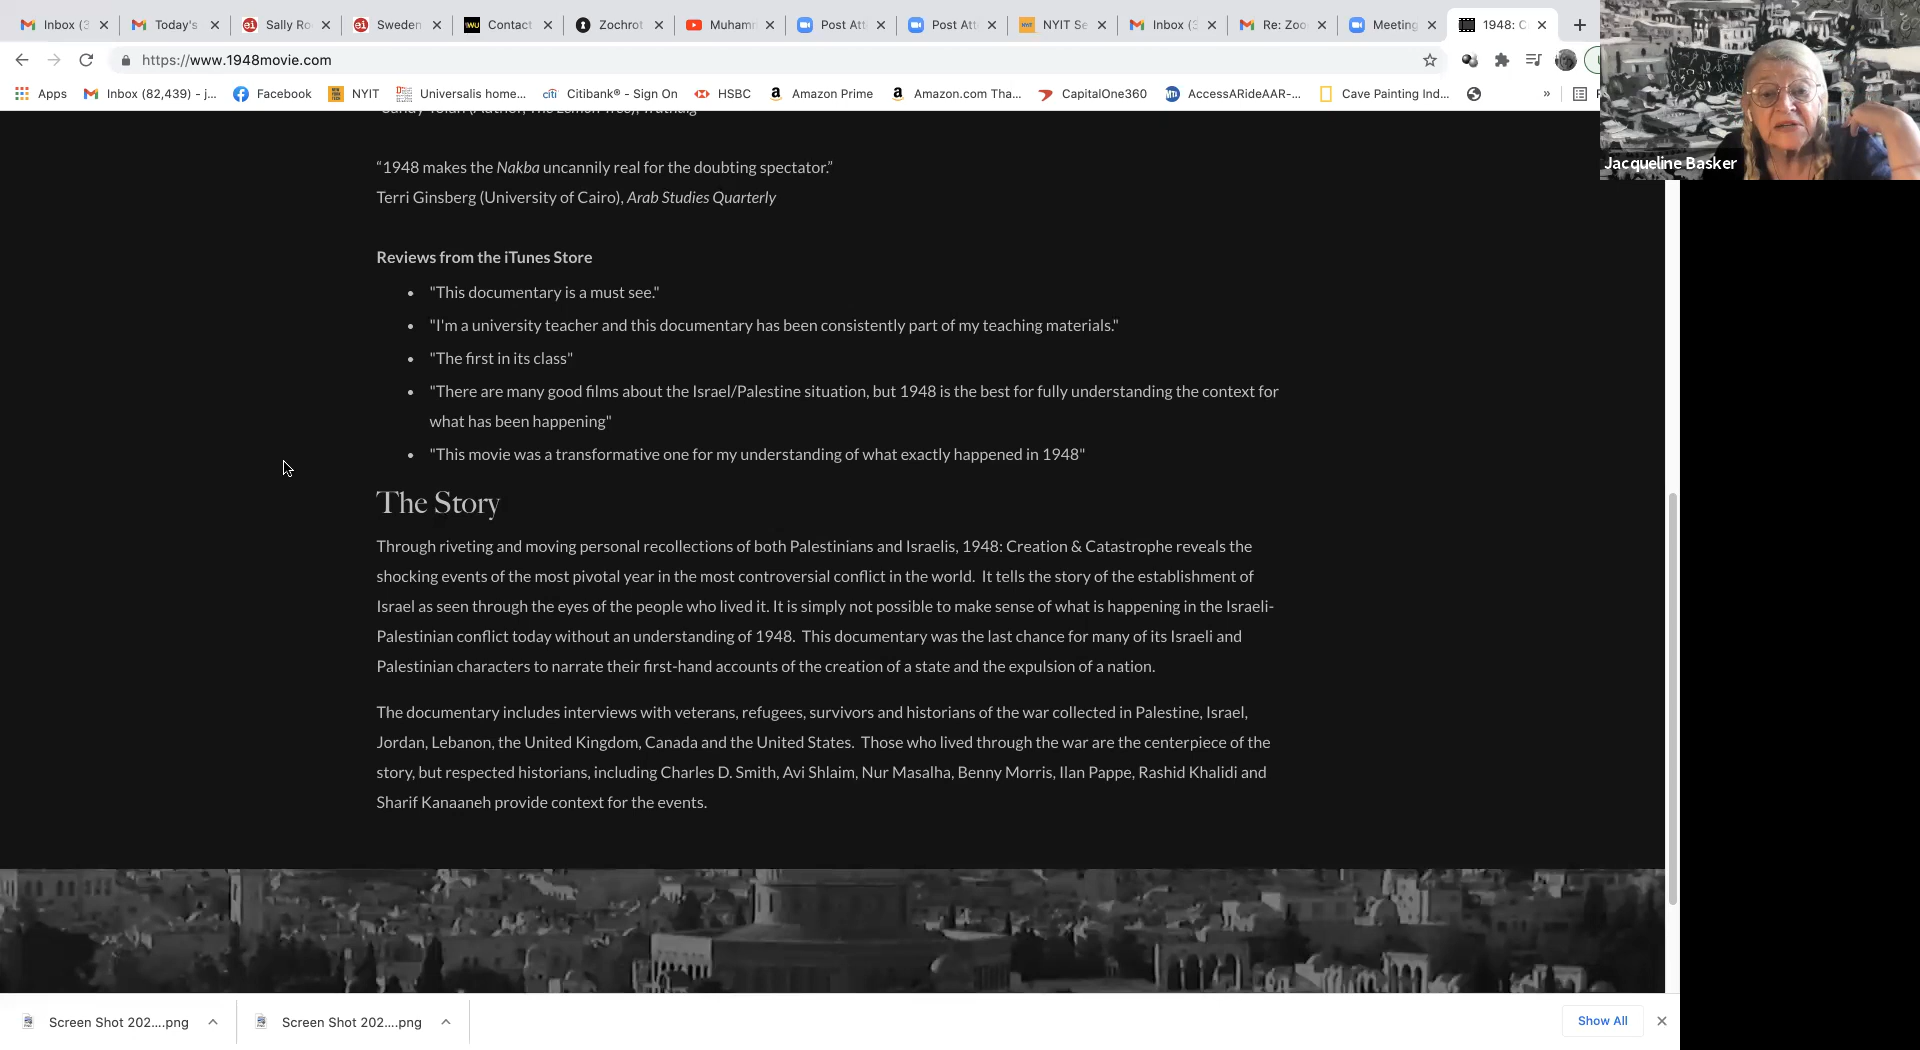 Inbox (3
Today's
Sally Ro
Sweden
Contact
Zochrot
Muhamm
Post Att
Post Att
NYIT Se
Inbox (3
Re: Zoo
Meeting
1948: C
https://www.1948movie.com
Apps
Inbox (82,439) - j...
Facebook
NYIT
Universalis home...
Citibank® - Sign On
HSBC
Amazon Prime
Amazon.com Tha...
CapitalOne360
AccessARideAAR-...
Cave Painting Ind...
»
Jacqueline Basker
“1948 makes the Nakba uncannily real for the doubting spectator.”
Terri Ginsberg (University of Cairo), Arab Studies Quarterly
Reviews from the iTunes Store
• "This documentary is a must see."
• "I'm a university teacher and this documentary has been consistently part of my teaching materials."
• "The first in its class"
• "There are many good films about the Israel/Palestine situation, but 1948 is the best for fully understanding the context for
what has been happening"
• "This movie was a transformative one for my understanding of what exactly happened in 1948"
The Story
Through riveting and moving personal recollections of both Palestinians and Israelis, 1948: Creation & Catastrophe reveals the
shocking events of the most pivotal year in the most controversial conflict in the world. It tells the story of the establishment of
Israel as seen through the eyes of the people who lived it. It is simply not possible to make sense of what is happening in the Israeli-
Palestinian conflict today without an understanding of 1948. This documentary was the last chance for many of its Israeli and
Palestinian characters to narrate their first-hand accounts of the creation of a state and the expulsion of a nation.
The documentary includes interviews with veterans, refugees, survivors and historians of the war collected in Palestine, Israel,
Jordan, Lebanon, the United Kingdom, Canada and the United States. Those who lived through the war are the centerpiece of the
story, but respected historians, including Charles D. Smith, Avi Shlaim, Nur Masalha, Benny Morris, Ilan Pappe, Rashid Khalidi and
Sharif Kanaaneh provide context for the events.
Screen Shot 202....png
Screen Shot 202....png
Show All